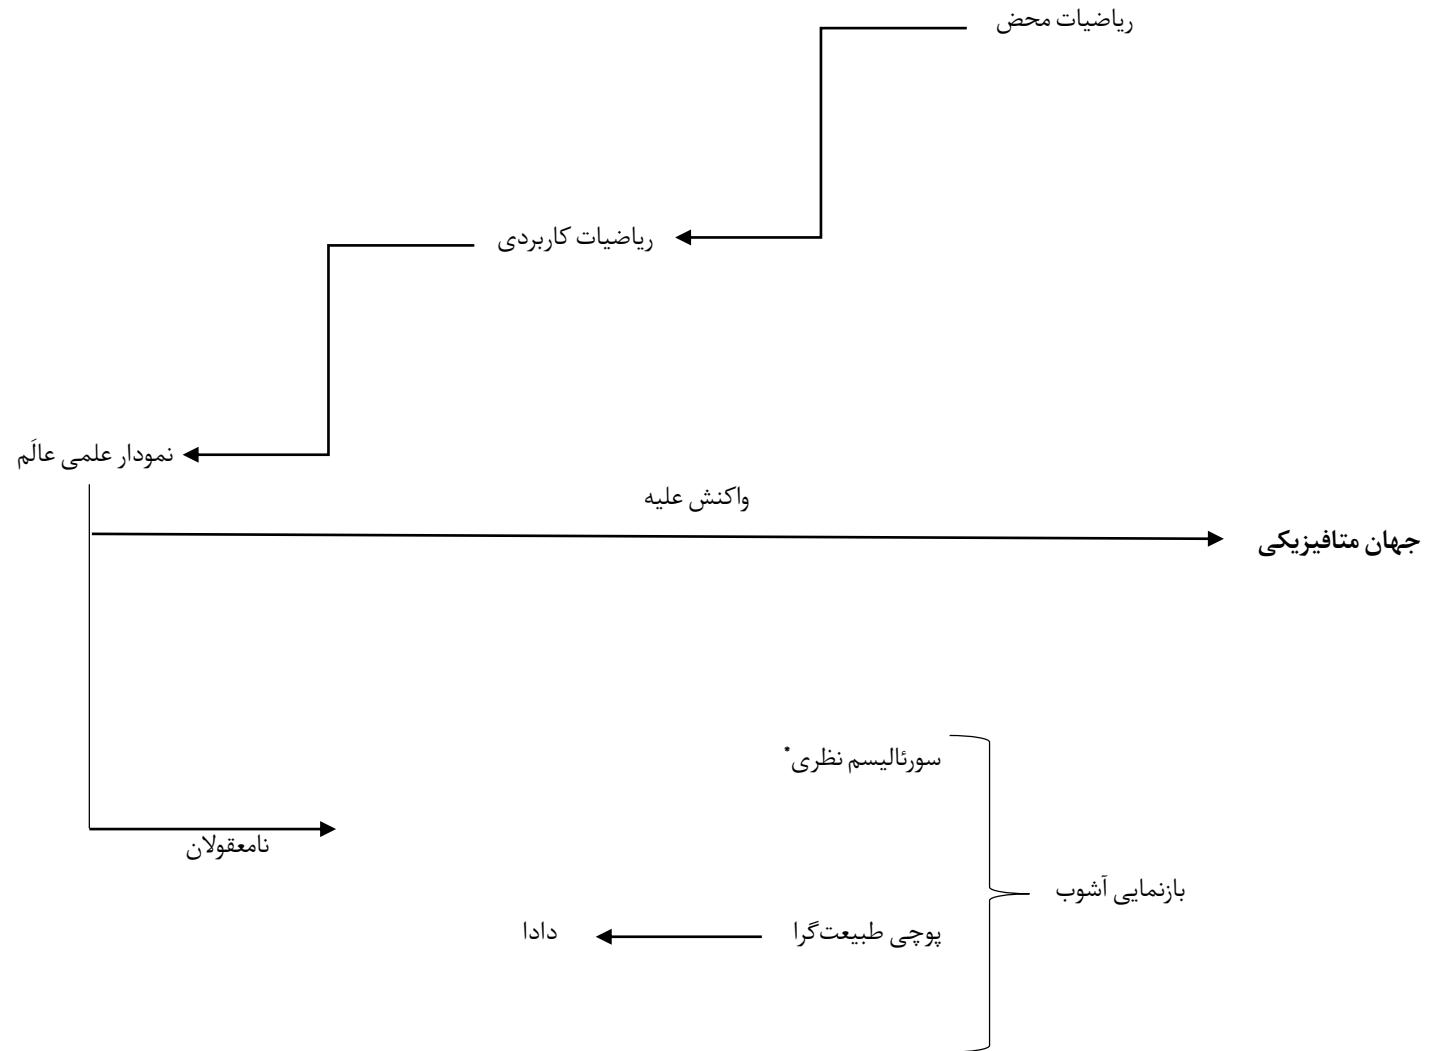 ریاضیات محض
ریاضیات کاربردی
نمودار علمی عالَم
واکنش علیه
جهان متافیزیکی
سورئالیسم نظری*
نامعقولان
بازنمایی آشوب
پوچی طبیعت‌گرا
دادا